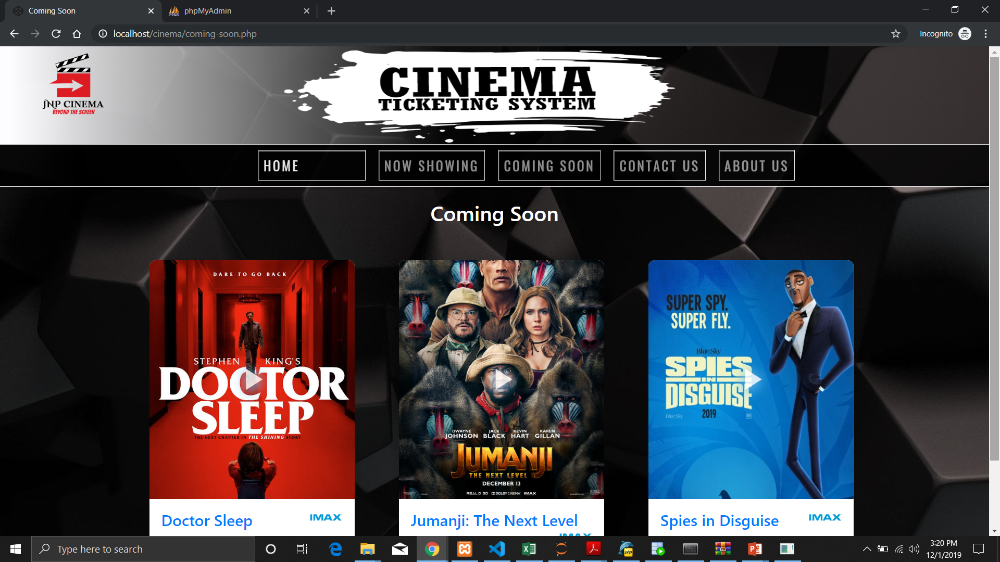 Coming Soon
phpMyAdmin
localhost/cinema/coming-soon.php
Incognito
JNP CINEMA
BEYOND THE SCREEN
CINEMA
TICKETING SYSTEM
HOME
NOW SHOWING
COMING SOON
CONTACT US
ABOUT US
Coming Soon
DARE TO GO BACK
STEPHEN KING'S
DOCTOR
SLEEP
THE NEXT CHAPTER IN THE SHINING STORY
Doctor Sleep
IMAX
DWAYNE JOHNSON
JACK BLACK
KEVIN HART
KAREN GILLAN
JUMANJI
THE NEXT LEVEL
DECEMBER 13
REAL D 3D DOLBY CINEMA IMAX
Jumanji: The Next Level
IMAX
SUPER SPY.
SUPER FLY.
Blue Sky
SPIES
IN
DISGUISE
BlueSky
2019
Spies in Disguise
IMAX
Type here to search
3:20 PM
12/1/2019